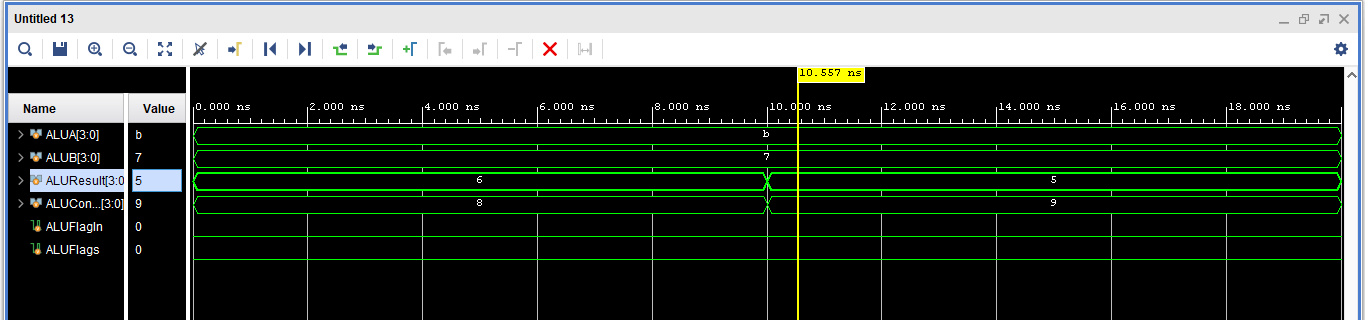 Untitled 13
10.557 ns
Name Value 0.000 ns 2.000 ns 4.000 ns 6.000 ns 8.000 ns 10.000 ns 12.000 ns 14.000 ns 16.000 ns 18.000 ns
ALUA[3:0] b b
ALUB[3:0] 7 7
ALUResult[3:0 5 6 5
ALUCon...[3:0] 9 8 9
ALUFlagIn 0
ALUFlags 0